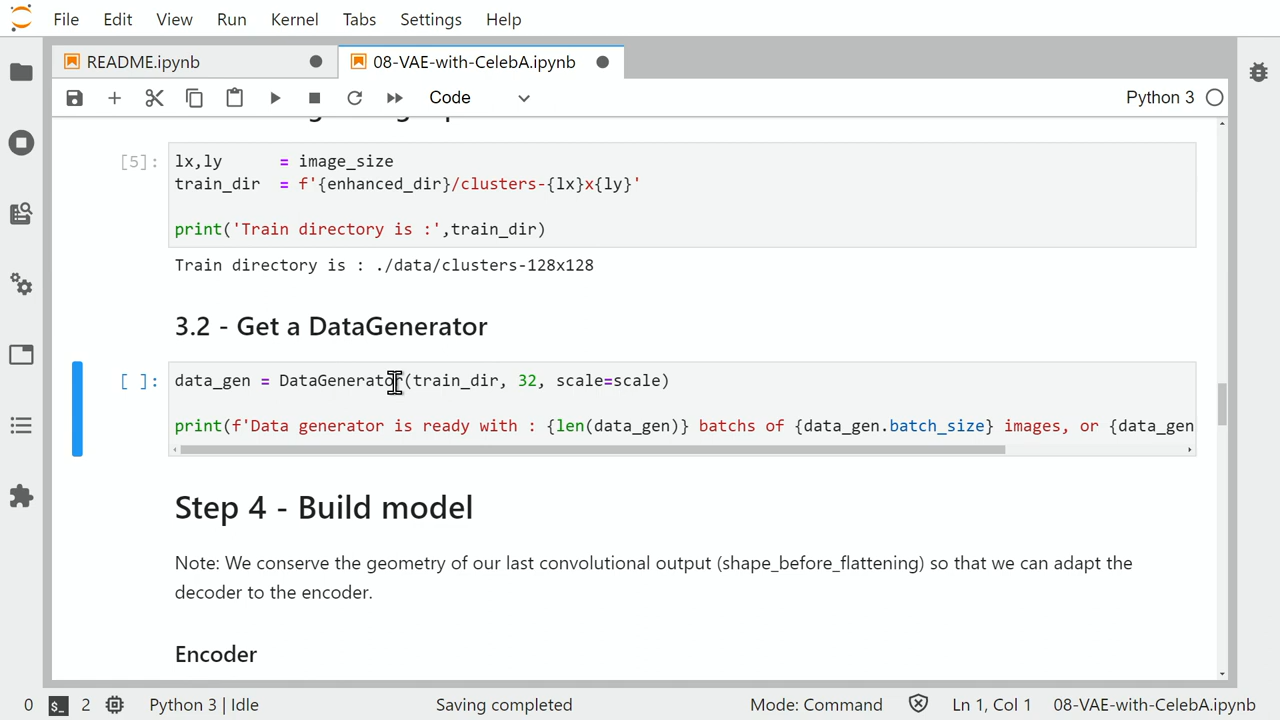 File Edit View Run Kernel Tabs Settings Help
README.ipynb 08-VAE-with-CelebA.ipynb
Code Python 3
[5]: lx,ly = image_size
train_dir = f'{enhanced_dir}/clusters-{lx}x{ly}'
print('Train directory is :',train_dir)
Train directory is : ./data/clusters-128x128
3.2 - Get a DataGenerator
[ ]: data_gen = DataGenerator(train_dir, 32, scale=scale)
print(f'Data generator is ready with : {len(data_gen)} batchs of {data_gen.batch_size} images, or {data_gen
Step 4 - Build model
Note: We conserve the geometry of our last convolutional output (shape_before_flattening) so that we can adapt the
decoder to the encoder.
Encoder
0 $_ 2 Python 3 | Idle Saving completed Mode: Command Ln 1, Col 1 08-VAE-with-CelebA.ipynb